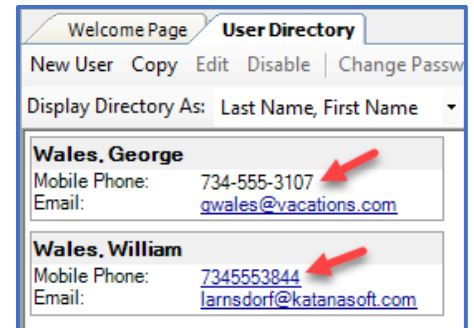 Welcome Page User Directory
New User Copy Edit Disable Change Passw
Display Directory As: Last Name, First Name
Wales, George
Mobile Phone: 734-555-3107
Email: gwales@vacations.com
Wales, William
Mobile Phone: 7345553844
Email: larnsdorf@katanasoft.com